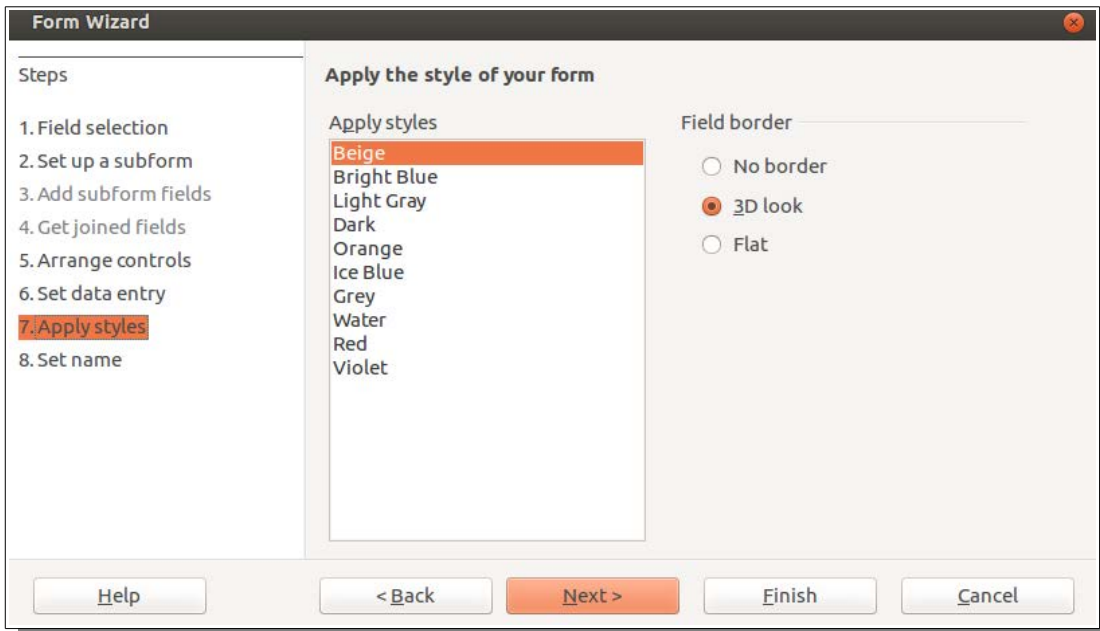 Form Wizard
Steps
1. Field selection
2. Set up a subform
3. Add subform fields
4. Get joined fields
5. Arrange controls
6. Set data entry
7. Apply styles
8. Set name
Apply the style of your form
Apply styles
Beige
Bright Blue
Light Gray
Dark
Orange
Ice Blue
Grey
Water
Red
Violet
Field border
No border
3D look
Flat
Help
< Back
Next >
Finish
Cancel